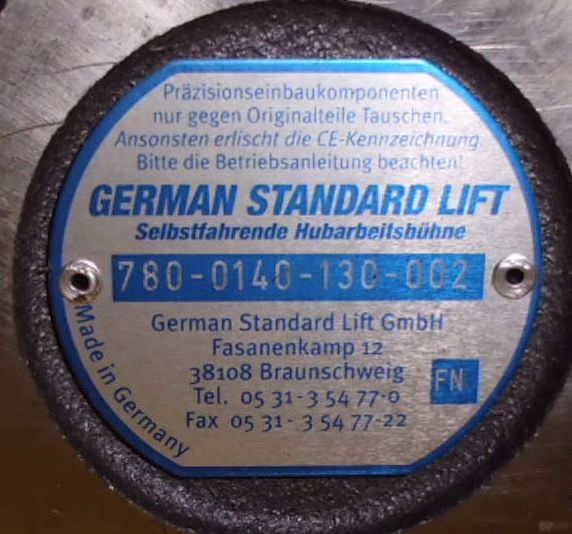 Präzisionseinbaukomponenten
nur gegen Originalteile Tauschen.
Ansonsten erlischt die CE-Kennzeichnung
Bitte die Betriebsanleitung beachten!
GERMAN STANDARD LIFT
Selbstfahrende Hubarbeitsbühne
780-0140-130-002
German Standard Lift GmbH
Fasanenkamp 12
38108 Braunschweig
FN
Tel. 05 31-3 54 77-0
Fax 05 31- 3 54 77-22
Made in Germany